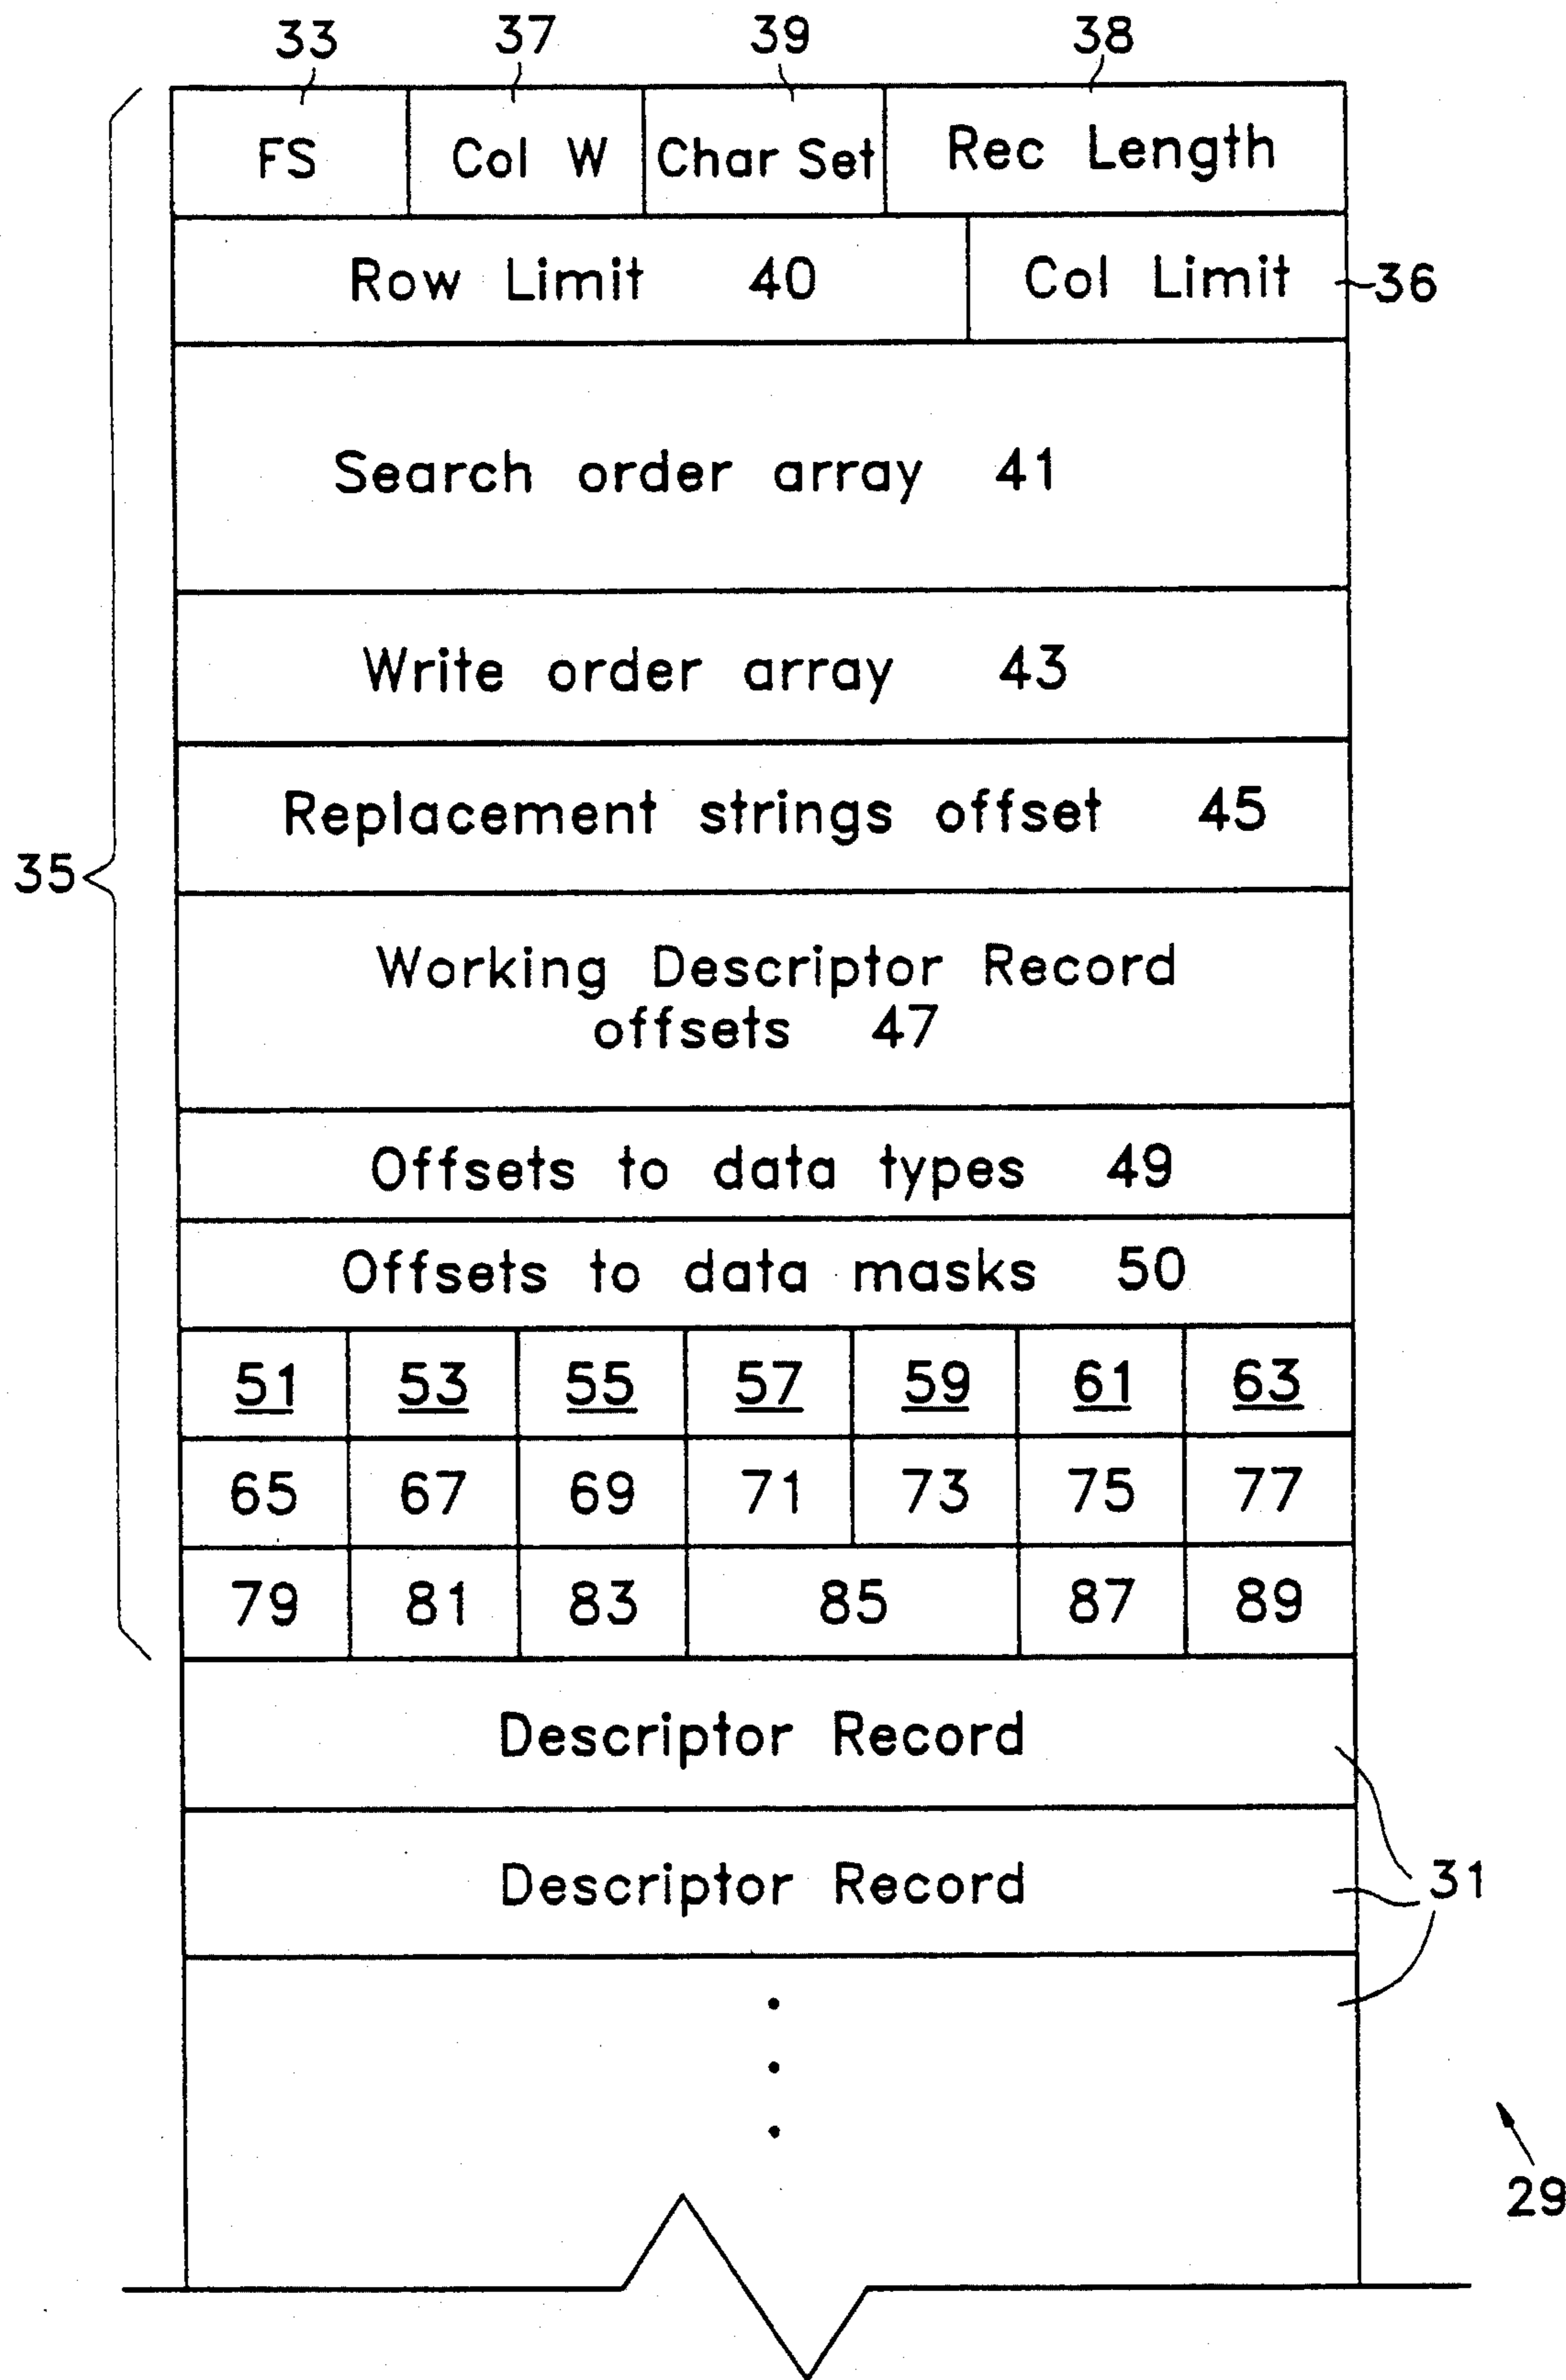 33 37 39 38
FS Col W Char Set Rec Length
Row Limit 40 Col Limit 36
Search order array 41
Write order array 43
Replacement strings offset 45
35
Working Descriptor Record
offsets 47
Offsets to data types 49
Offsets to data masks 50
51 53 55 57 59 61 63
65 67 69 71 73 75 77
79 81 83 85 87 89
Descriptor Record
Descriptor Record
31
29